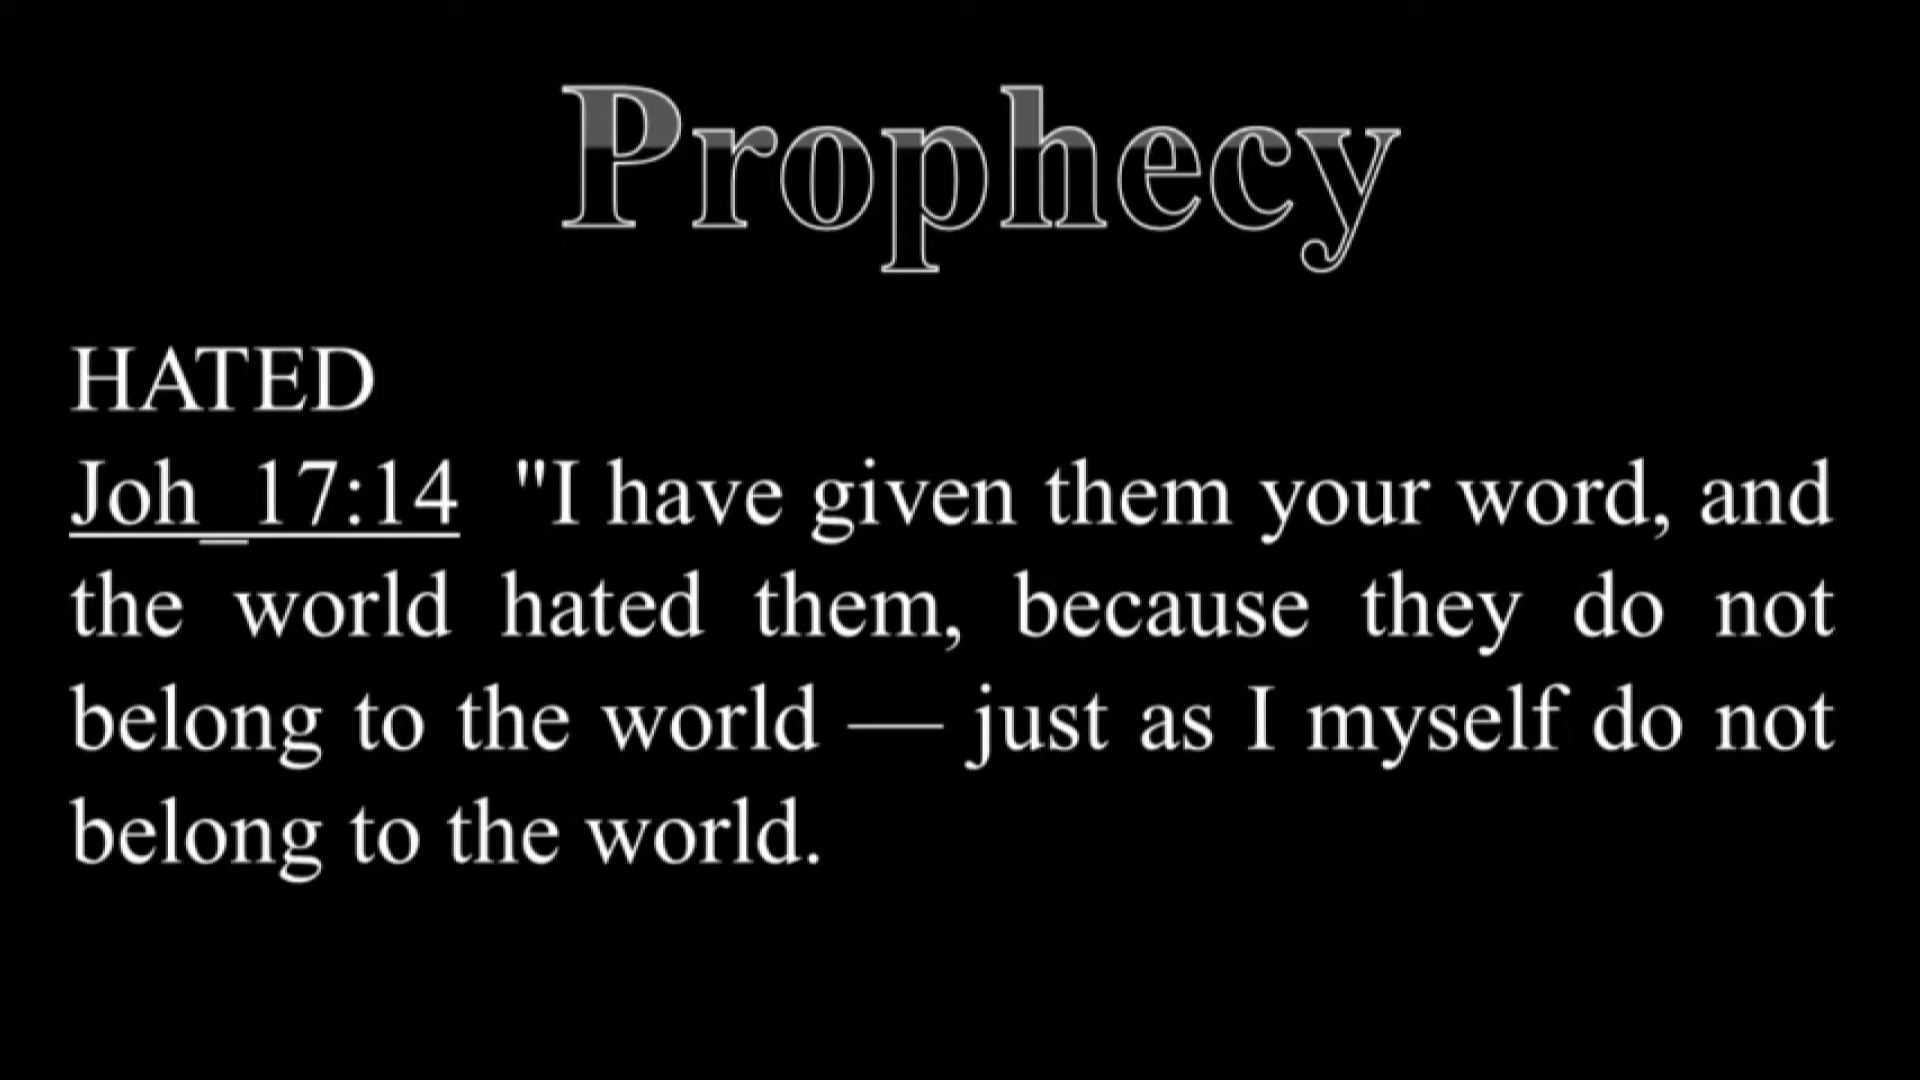 Prophecy
HATED
Joh_17:14 "I have given them your word, and
the world hated them, because they do not
belong to the world — just as I myself do not
belong to the world.